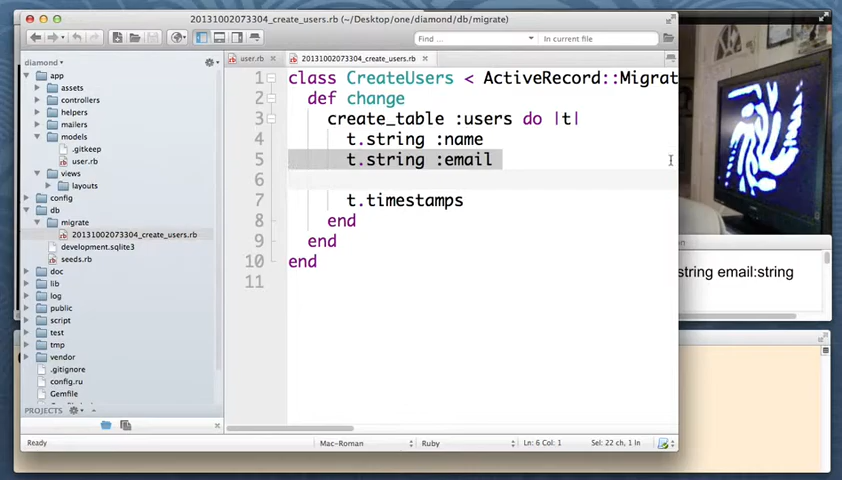 20131002073304_create_users.rb (~/Desktop/one/diamond/db/migrate)
Find ...
In current file
diamond
user.rb
20131002073304_create_users.rb
app
assets
controllers
helpers
mailers
models
.gitkeep
user.rb
views
layouts
config
db
migrate
20131002073304_create_users.rb
development.sqlite3
seeds.rb
doc
lib
log
public
script
test
tmp
vendor
.gitignore
config.ru
Gemfile
PROJECTS
1 class CreateUsers < ActiveRecord::Migrat
2 def change
3 create_table :users do |t|
4 t.string :name
5 t.string :email
6
7 t.timestamps
8 end
9 end
10 end
11
string email:string
Ready
Mac-Roman
Ruby
Ln: 6 Col: 1
Sel: 22 ch, 1 ln